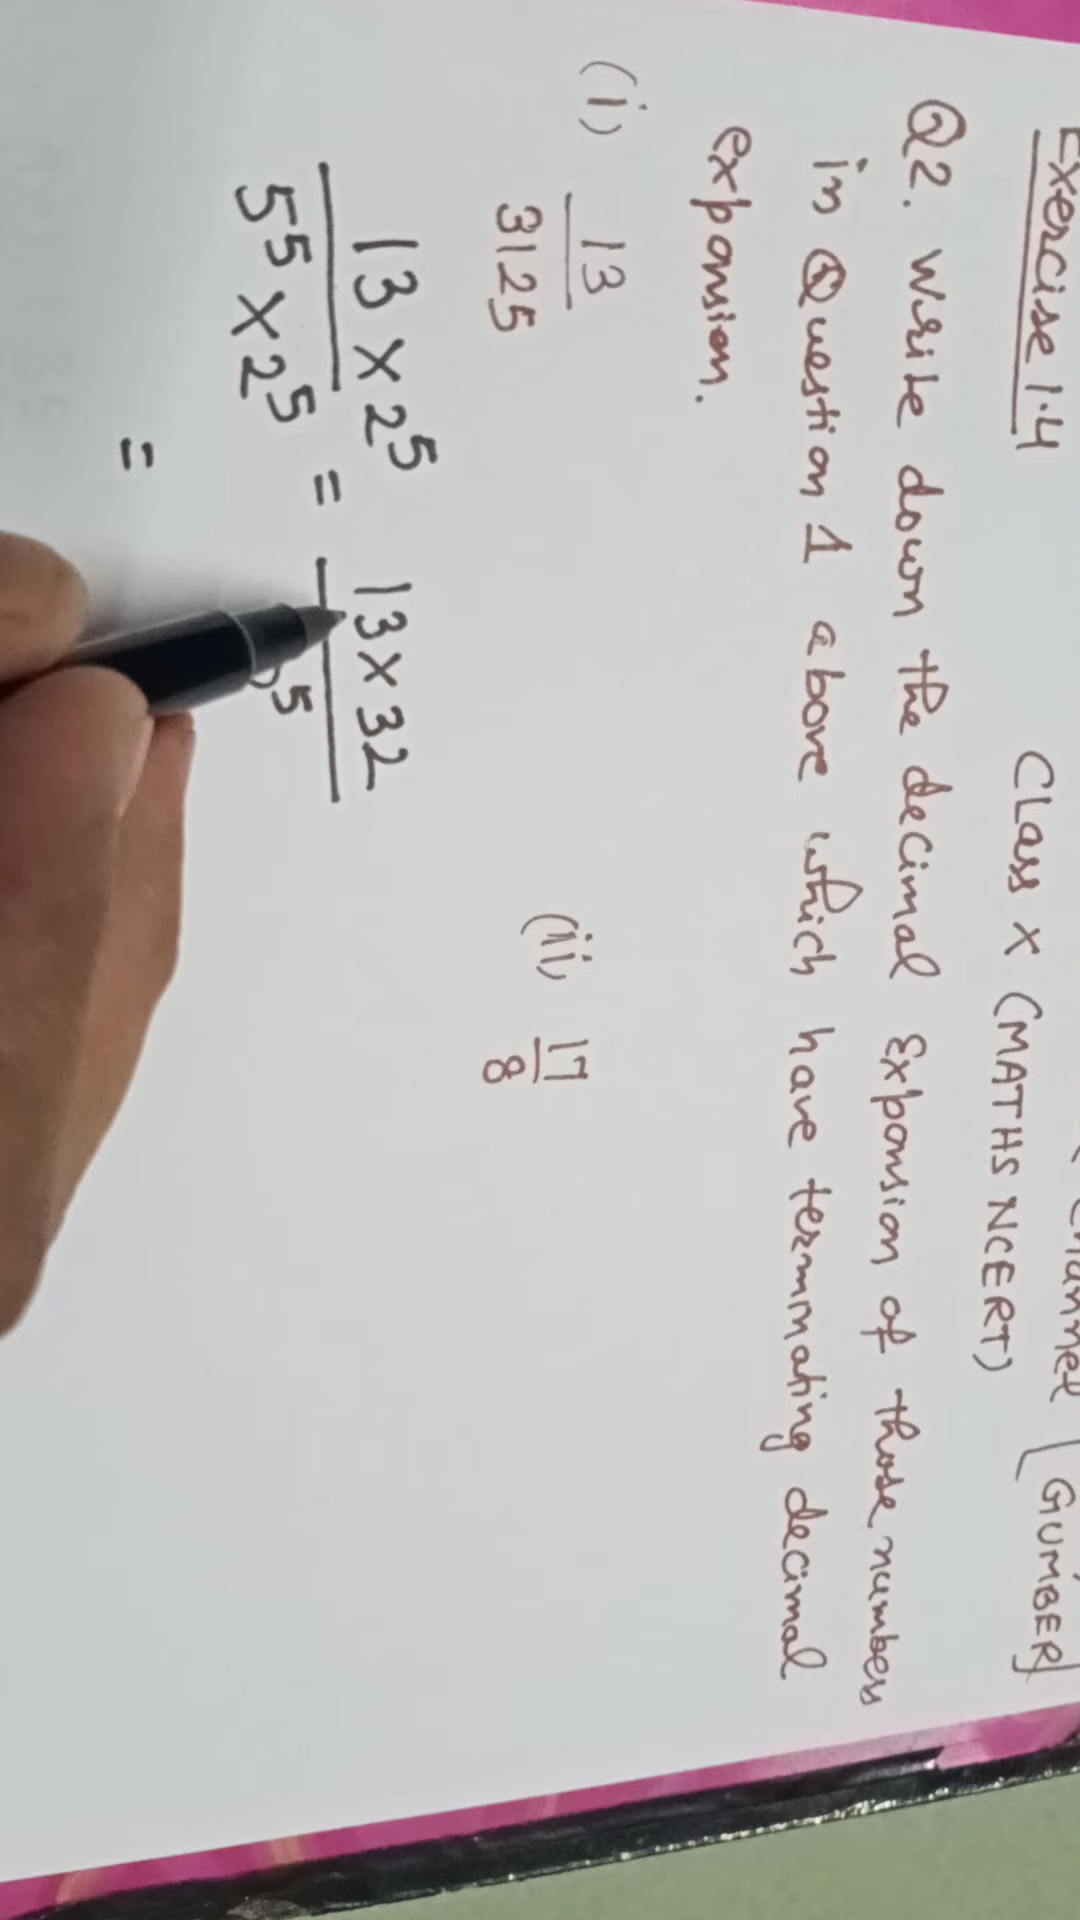 Exercise 1.4
CLass X (MATHS NCERT)
GUMBER
Q2. Write down the decimal Expansion of those numbers
in Question 1 above which have terminating decimal
expansion.
(i) 13/3125
(ii) 17/8
13 × 2⁵ / 5⁵ × 2⁵ = 13 × 32 / ⁵
=